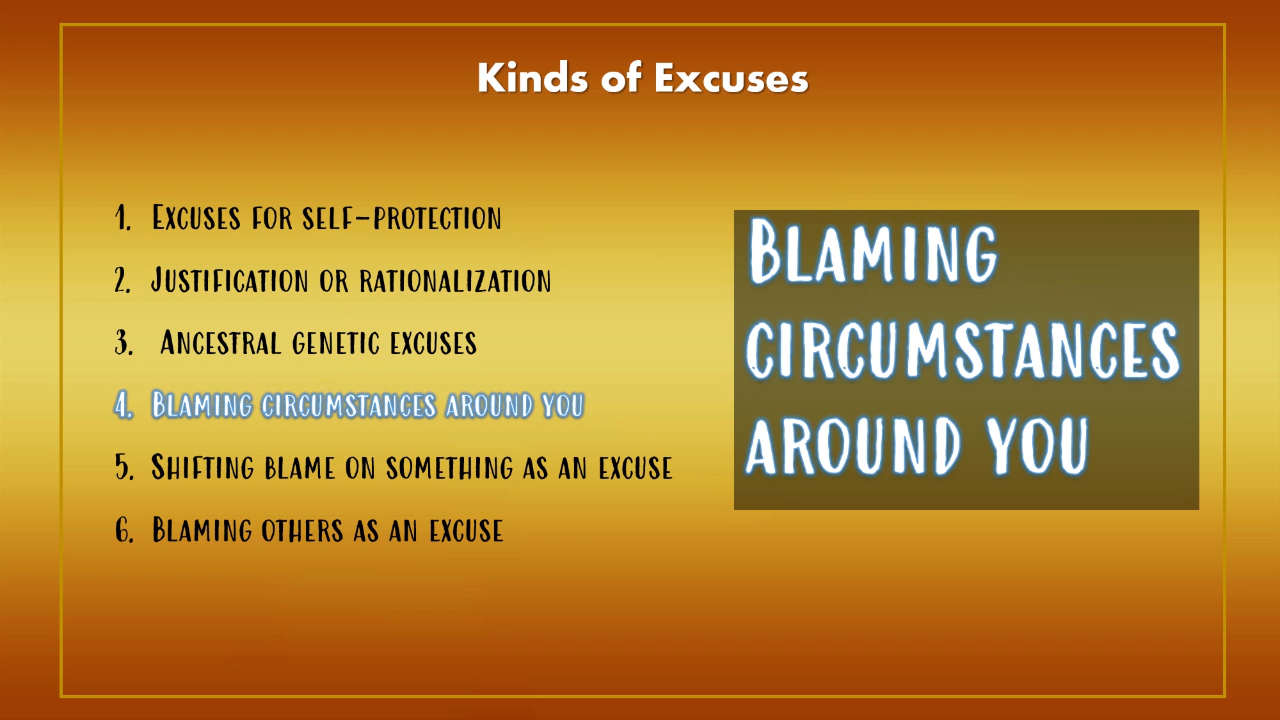 Kinds of Excuses
1. Excuses for self-protection
2. Justification or rationalization
3. Ancestral genetic excuses
4. Blaming circumstances around you
5. Shifting blame on something as an excuse
6. Blaming others as an excuse
Blaming
circumstances
around you